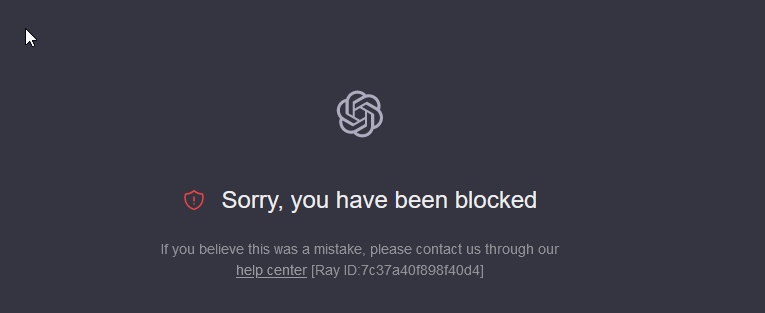 Sorry, you have been blocked
If you believe this was a mistake, please contact us through our
help center [Ray ID:7c37a40f898f40d4]